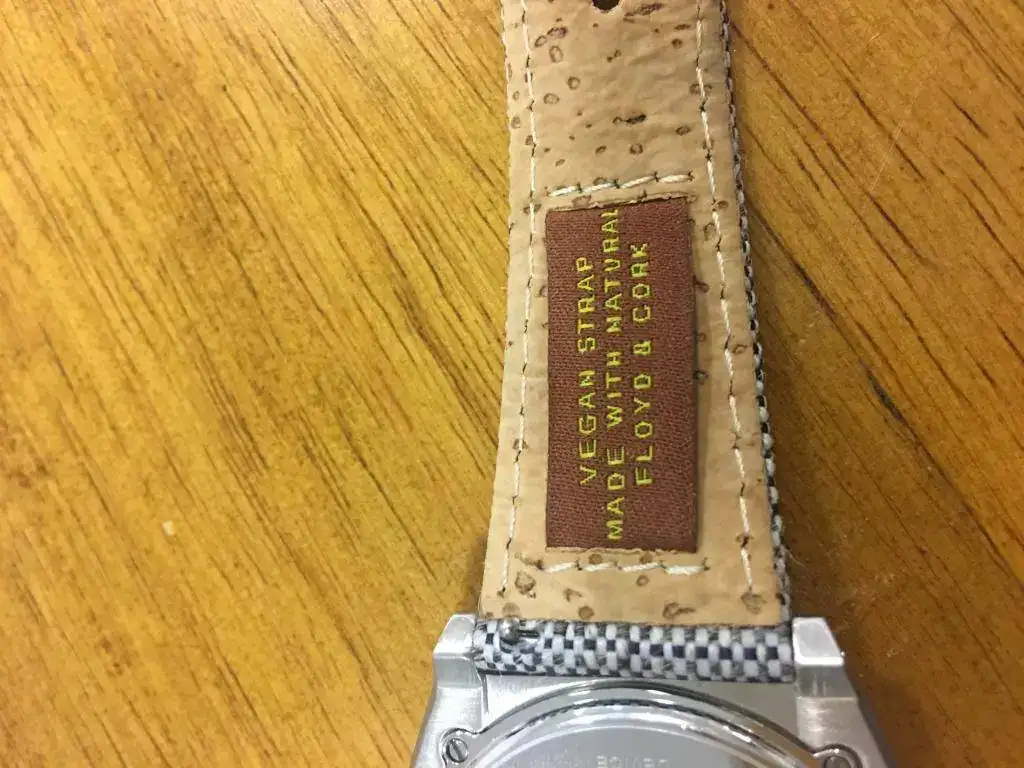 VEGAN STRAP
MADE WITH NATURAL
FLOYD & CORK